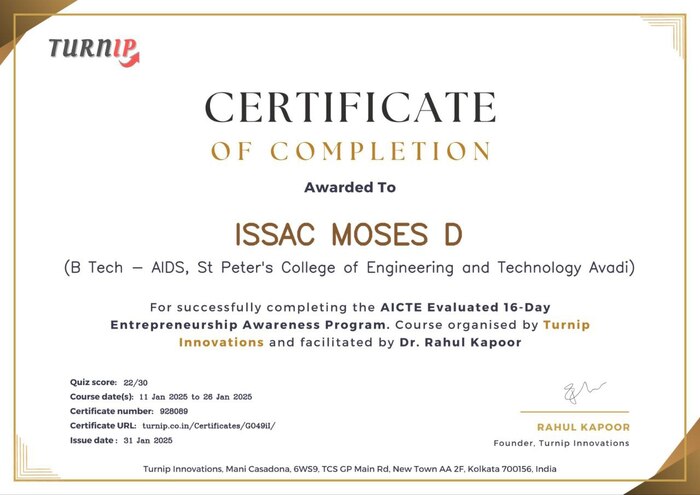 TURNIP
CERTIFICATE
OF COMPLETION
Awarded To
ISSAC MOSES D
(B Tech – AIDS, St Peter's College of Engineering and Technology Avadi)
For successfully completing the AICTE Evaluated 16-Day
Entrepreneurship Awareness Program. Course organised by Turnip
Innovations and facilitated by Dr. Rahul Kapoor
Quiz score: 22/30
Course date(s): 11 Jan 2025 to 26 Jan 2025
Certificate number: 928089
Certificate URL: turnip.co.in/Certificates/G049il/
Issue date : 31 Jan 2025
RAHUL KAPOOR
Founder, Turnip Innovations
Turnip Innovations, Mani Casadona, 6WS9, TCS GP Main Rd, New Town AA 2F, Kolkata 700156, India